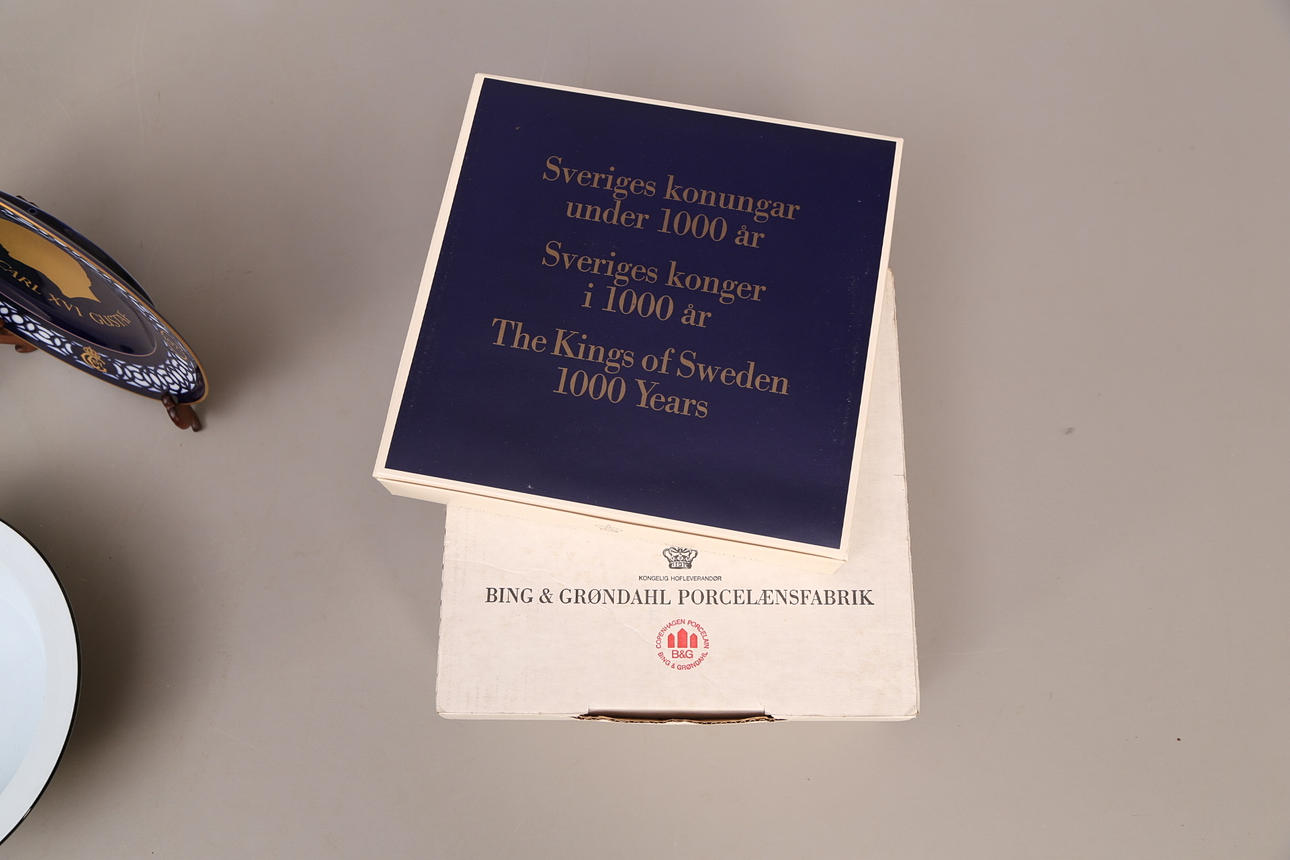 Sveriges konungar
under 1000 år
Sveriges konger
i 1000 år
The Kings of Sweden
1000 Years
KONGELIG HOFLEVERANDØR
BING & GRØNDAHL PORCELÆNSFABRIK
COPENHAGEN PORCELAIN
B&G
BING & GRØNDAHL
CARL XVI GUSTAF